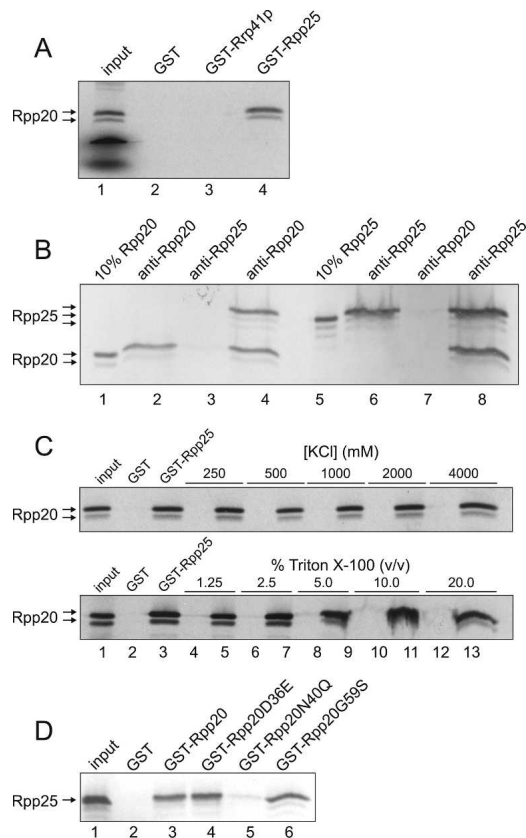 A
input
GST
GST-Rrp41p
GST-Rpp25
Rpp20
1 2 3 4
B
10% Rpp20
anti-Rpp20
anti-Rpp25
anti-Rpp20
10% Rpp25
anti-Rpp25
anti-Rpp20
anti-Rpp25
Rpp25
Rpp20
1 2 3 4 5 6 7 8
C
input
GST
GST-Rpp25
[KCl] (mM)
250 500 1000 2000 4000
Rpp20
input
GST
GST-Rpp25
% Triton X-100 (v/v)
1.25 2.5 5.0 10.0 20.0
Rpp20
1 2 3 4 5 6 7 8 9 10 11 12 13
D
input
GST
GST-Rpp20
GST-Rpp20D36E
GST-Rpp20N40Q
GST-Rpp20G59S
Rpp25
1 2 3 4 5 6